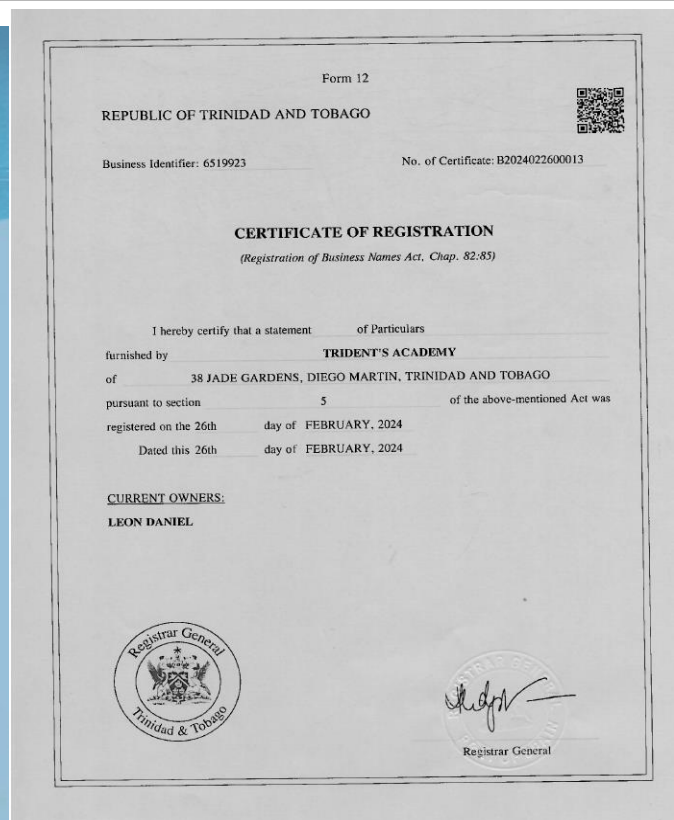 Form 12
REPUBLIC OF TRINIDAD AND TOBAGO
Business Identifier: 6519923
No. of Certificate: B2024022600013
CERTIFICATE OF REGISTRATION
(Registration of Business Names Act, Chap. 82:85)
I hereby certify that a statement of Particulars
furnished by TRIDENT'S ACADEMY
of 38 JADE GARDENS, DIEGO MARTIN, TRINIDAD AND TOBAGO
pursuant to section 5 of the above-mentioned Act was
registered on the 26th day of FEBRUARY, 2024
Dated this 26th day of FEBRUARY, 2024
CURRENT OWNERS:
LEON DANIEL
Registrar General
Trinidad & Tobago
Registrar General